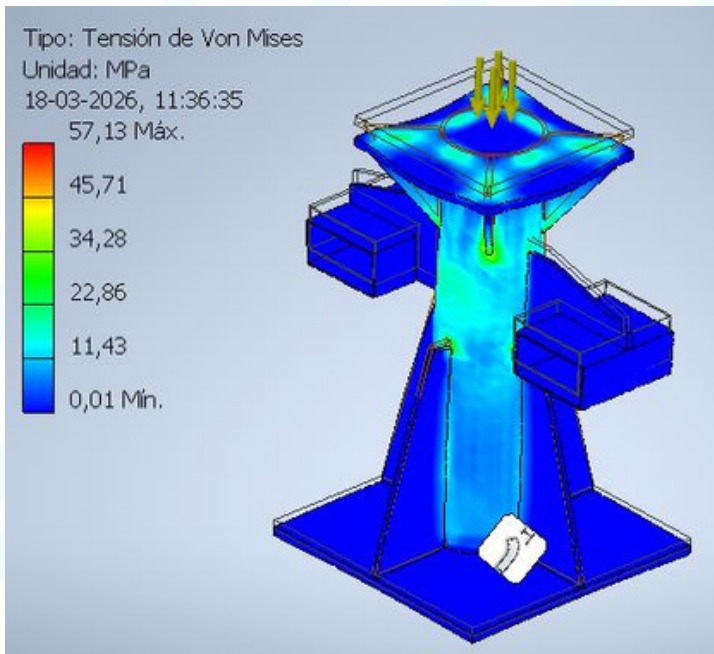 Tipo: Tensión de Von Mises
Unidad: MPa
18-03-2026, 11:36:35
57,13 Máx.
45,71
34,28
22,86
11,43
0,01 Mín.